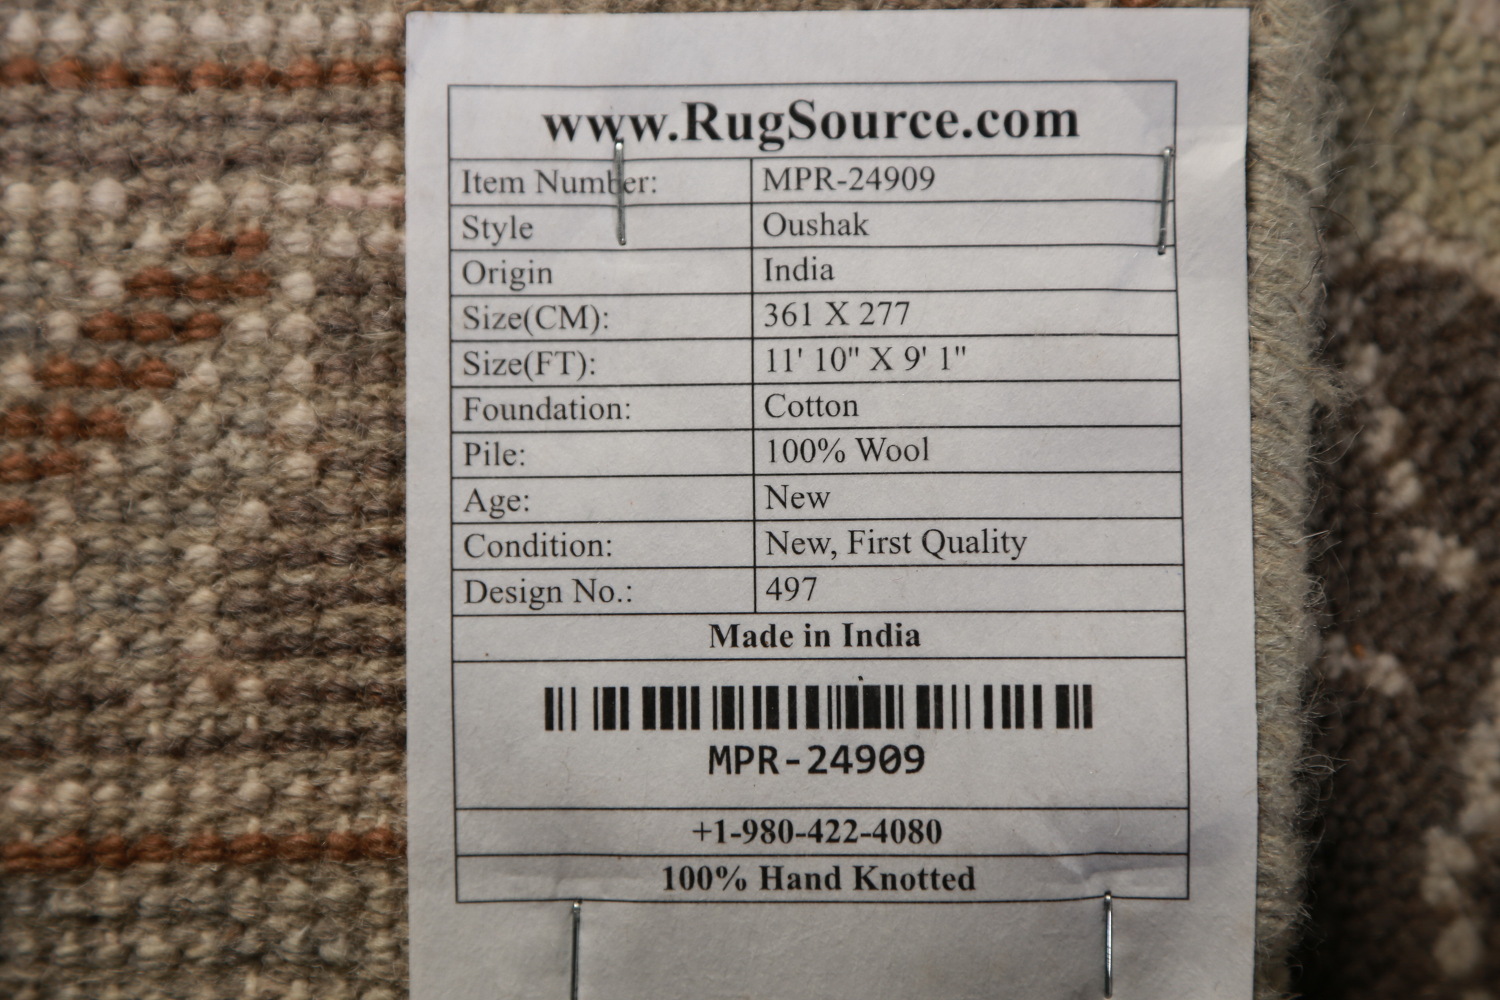 www.RugSource.com
Item Number: MPR-24909
Style Oushak
Origin India
Size(CM): 361 X 277
Size(FT): 11' 10" X 9' 1"
Foundation: Cotton
Pile: 100% Wool
Age: New
Condition: New, First Quality
Design No.: 497
Made in India
MPR-24909
+1-980-422-4080
100% Hand Knotted